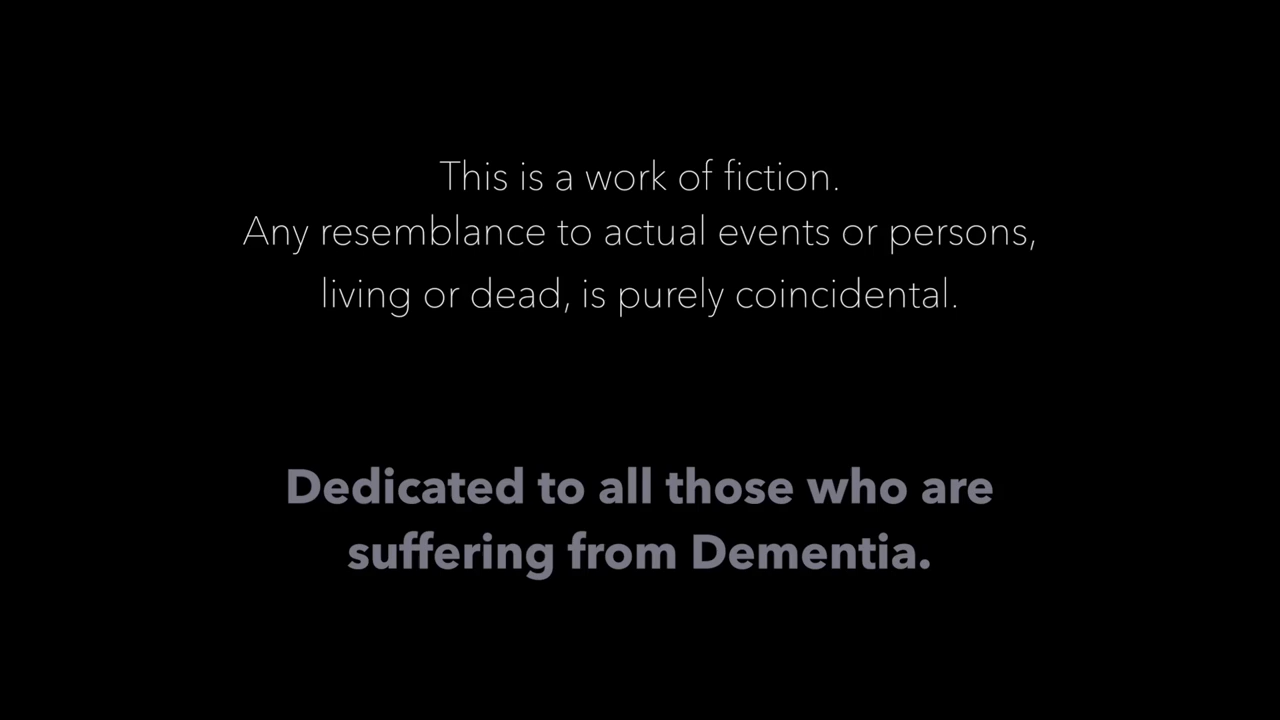 This is a work of fiction.
Any resemblance to actual events or persons,
living or dead, is purely coincidental.
Dedicated to all those who are
suffering from Dementia.